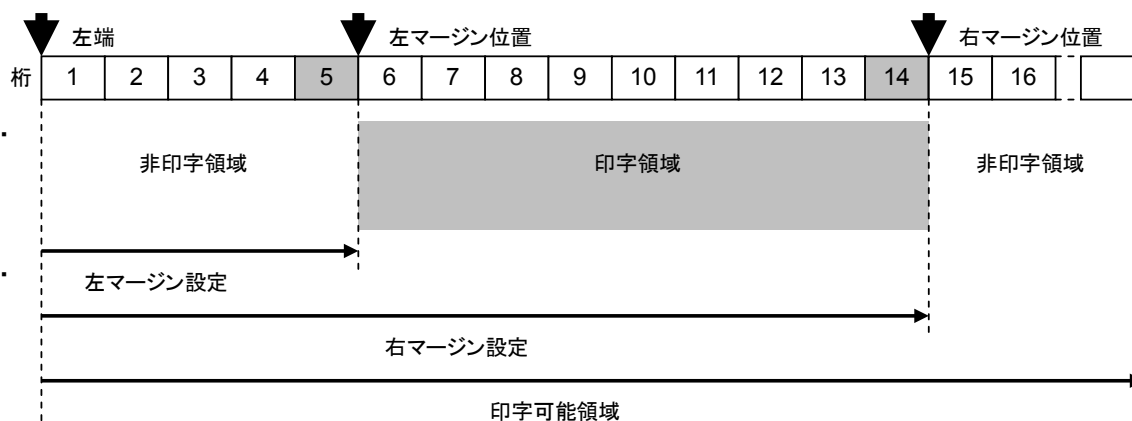 左端 左マージン位置 右マージン位置
桁 1 2 3 4 5 6 7 8 9 10 11 12 13 14 15 16
非印字領域 印字領域 非印字領域
左マージン設定
右マージン設定
印字可能領域